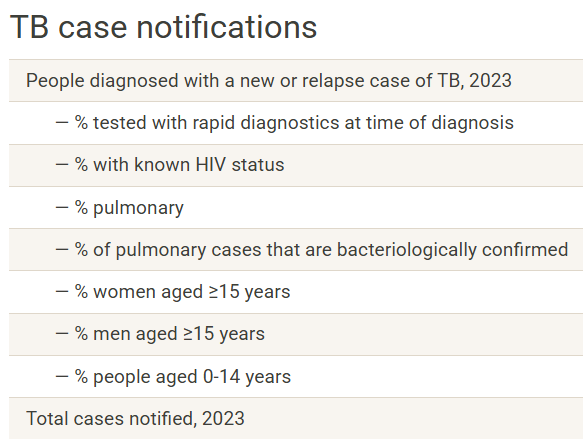 TB case notifications
People diagnosed with a new or relapse case of TB, 2023
— % tested with rapid diagnostics at time of diagnosis
— % with known HIV status
— % pulmonary
— % of pulmonary cases that are bacteriologically confirmed
— % women aged ≥15 years
— % men aged ≥15 years
— % people aged 0-14 years
Total cases notified, 2023